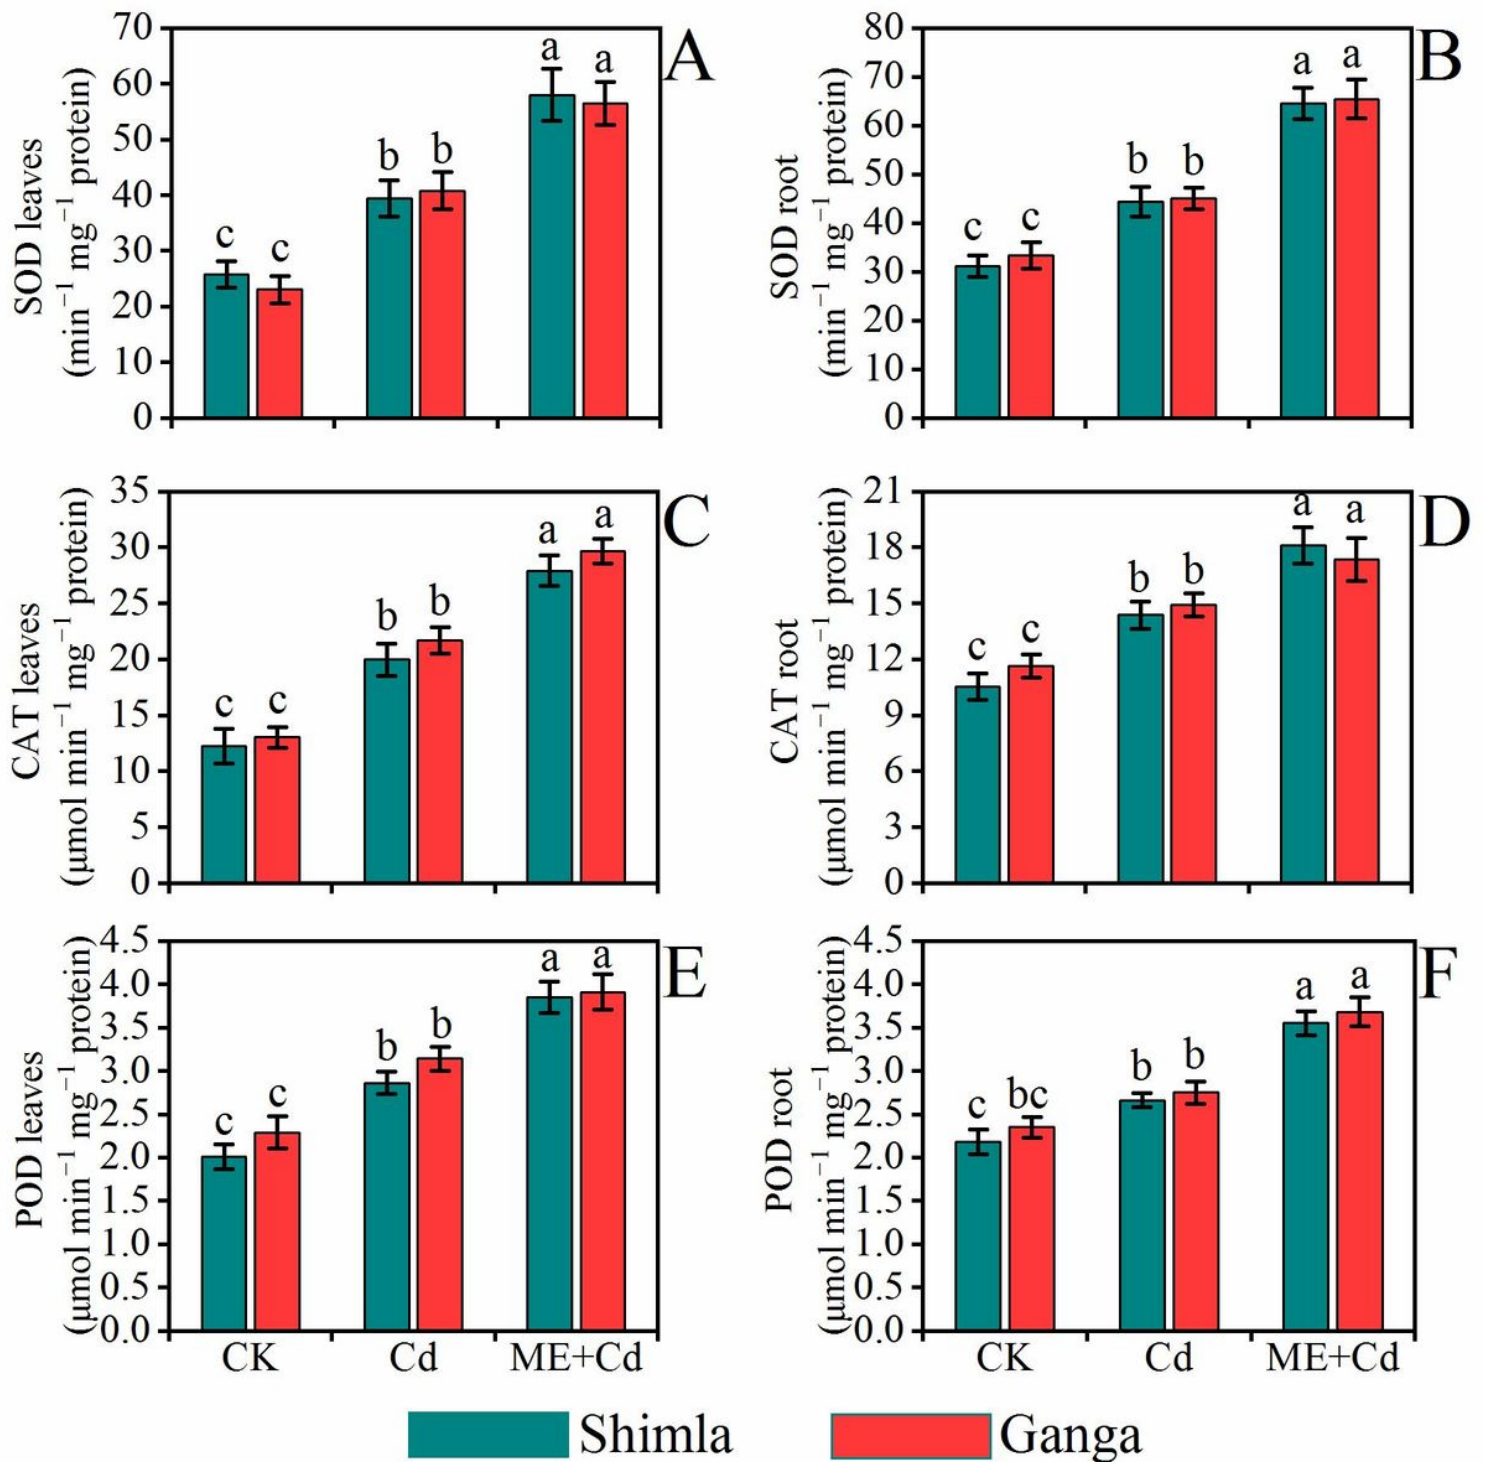 A
SOD leaves
(min⁻¹ mg⁻¹ protein)
70
60
50
40
30
20
10
0
c
c
b
b
a
a
B
SOD root
(min⁻¹ mg⁻¹ protein)
80
70
60
50
40
30
20
10
0
c
c
b
b
a
a
C
CAT leaves
(μmol min⁻¹ mg⁻¹ protein)
35
30
25
20
15
10
5
0
c
c
b
b
a
a
D
CAT root
(μmol min⁻¹ mg⁻¹ protein)
21
18
15
12
9
6
3
0
c
c
b
b
a
a
E
POD leaves
(μmol min⁻¹ mg⁻¹ protein)
4.5
4.0
3.5
3.0
2.5
2.0
1.5
1.0
0.5
0.0
c
c
b
b
a
a
CK
Cd
ME+Cd
F
POD root
(μmol min⁻¹ mg⁻¹ protein)
4.5
4.0
3.5
3.0
2.5
2.0
1.5
1.0
0.5
0.0
c
bc
b
b
a
a
CK
Cd
ME+Cd
Shimla
Ganga